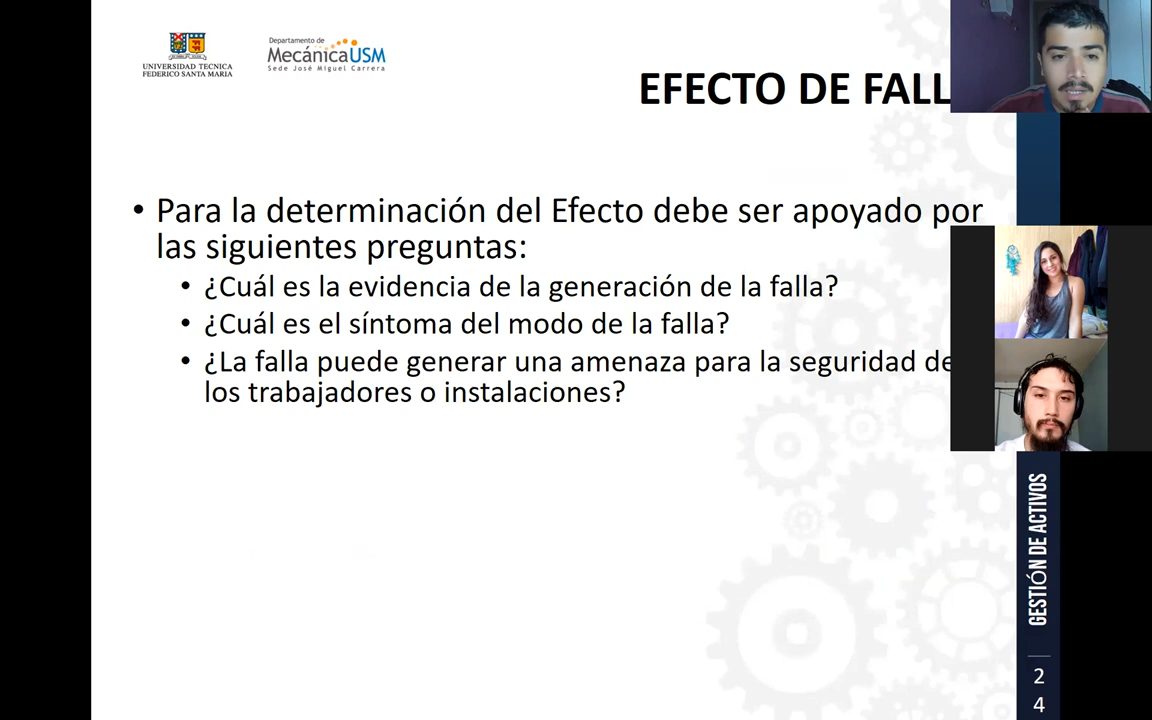 UNIVERSIDAD TECNICA
FEDERICO SANTA MARIA
Departamento de
MecánicaUSM
Sede José Miguel Carrera
EFECTO DE FALL
• Para la determinación del Efecto debe ser apoyado por
las siguientes preguntas:
• ¿Cuál es la evidencia de la generación de la falla?
• ¿Cuál es el síntoma del modo de la falla?
• ¿La falla puede generar una amenaza para la seguridad de
los trabajadores o instalaciones?
GESTIÓN DE ACTIVOS
2
4